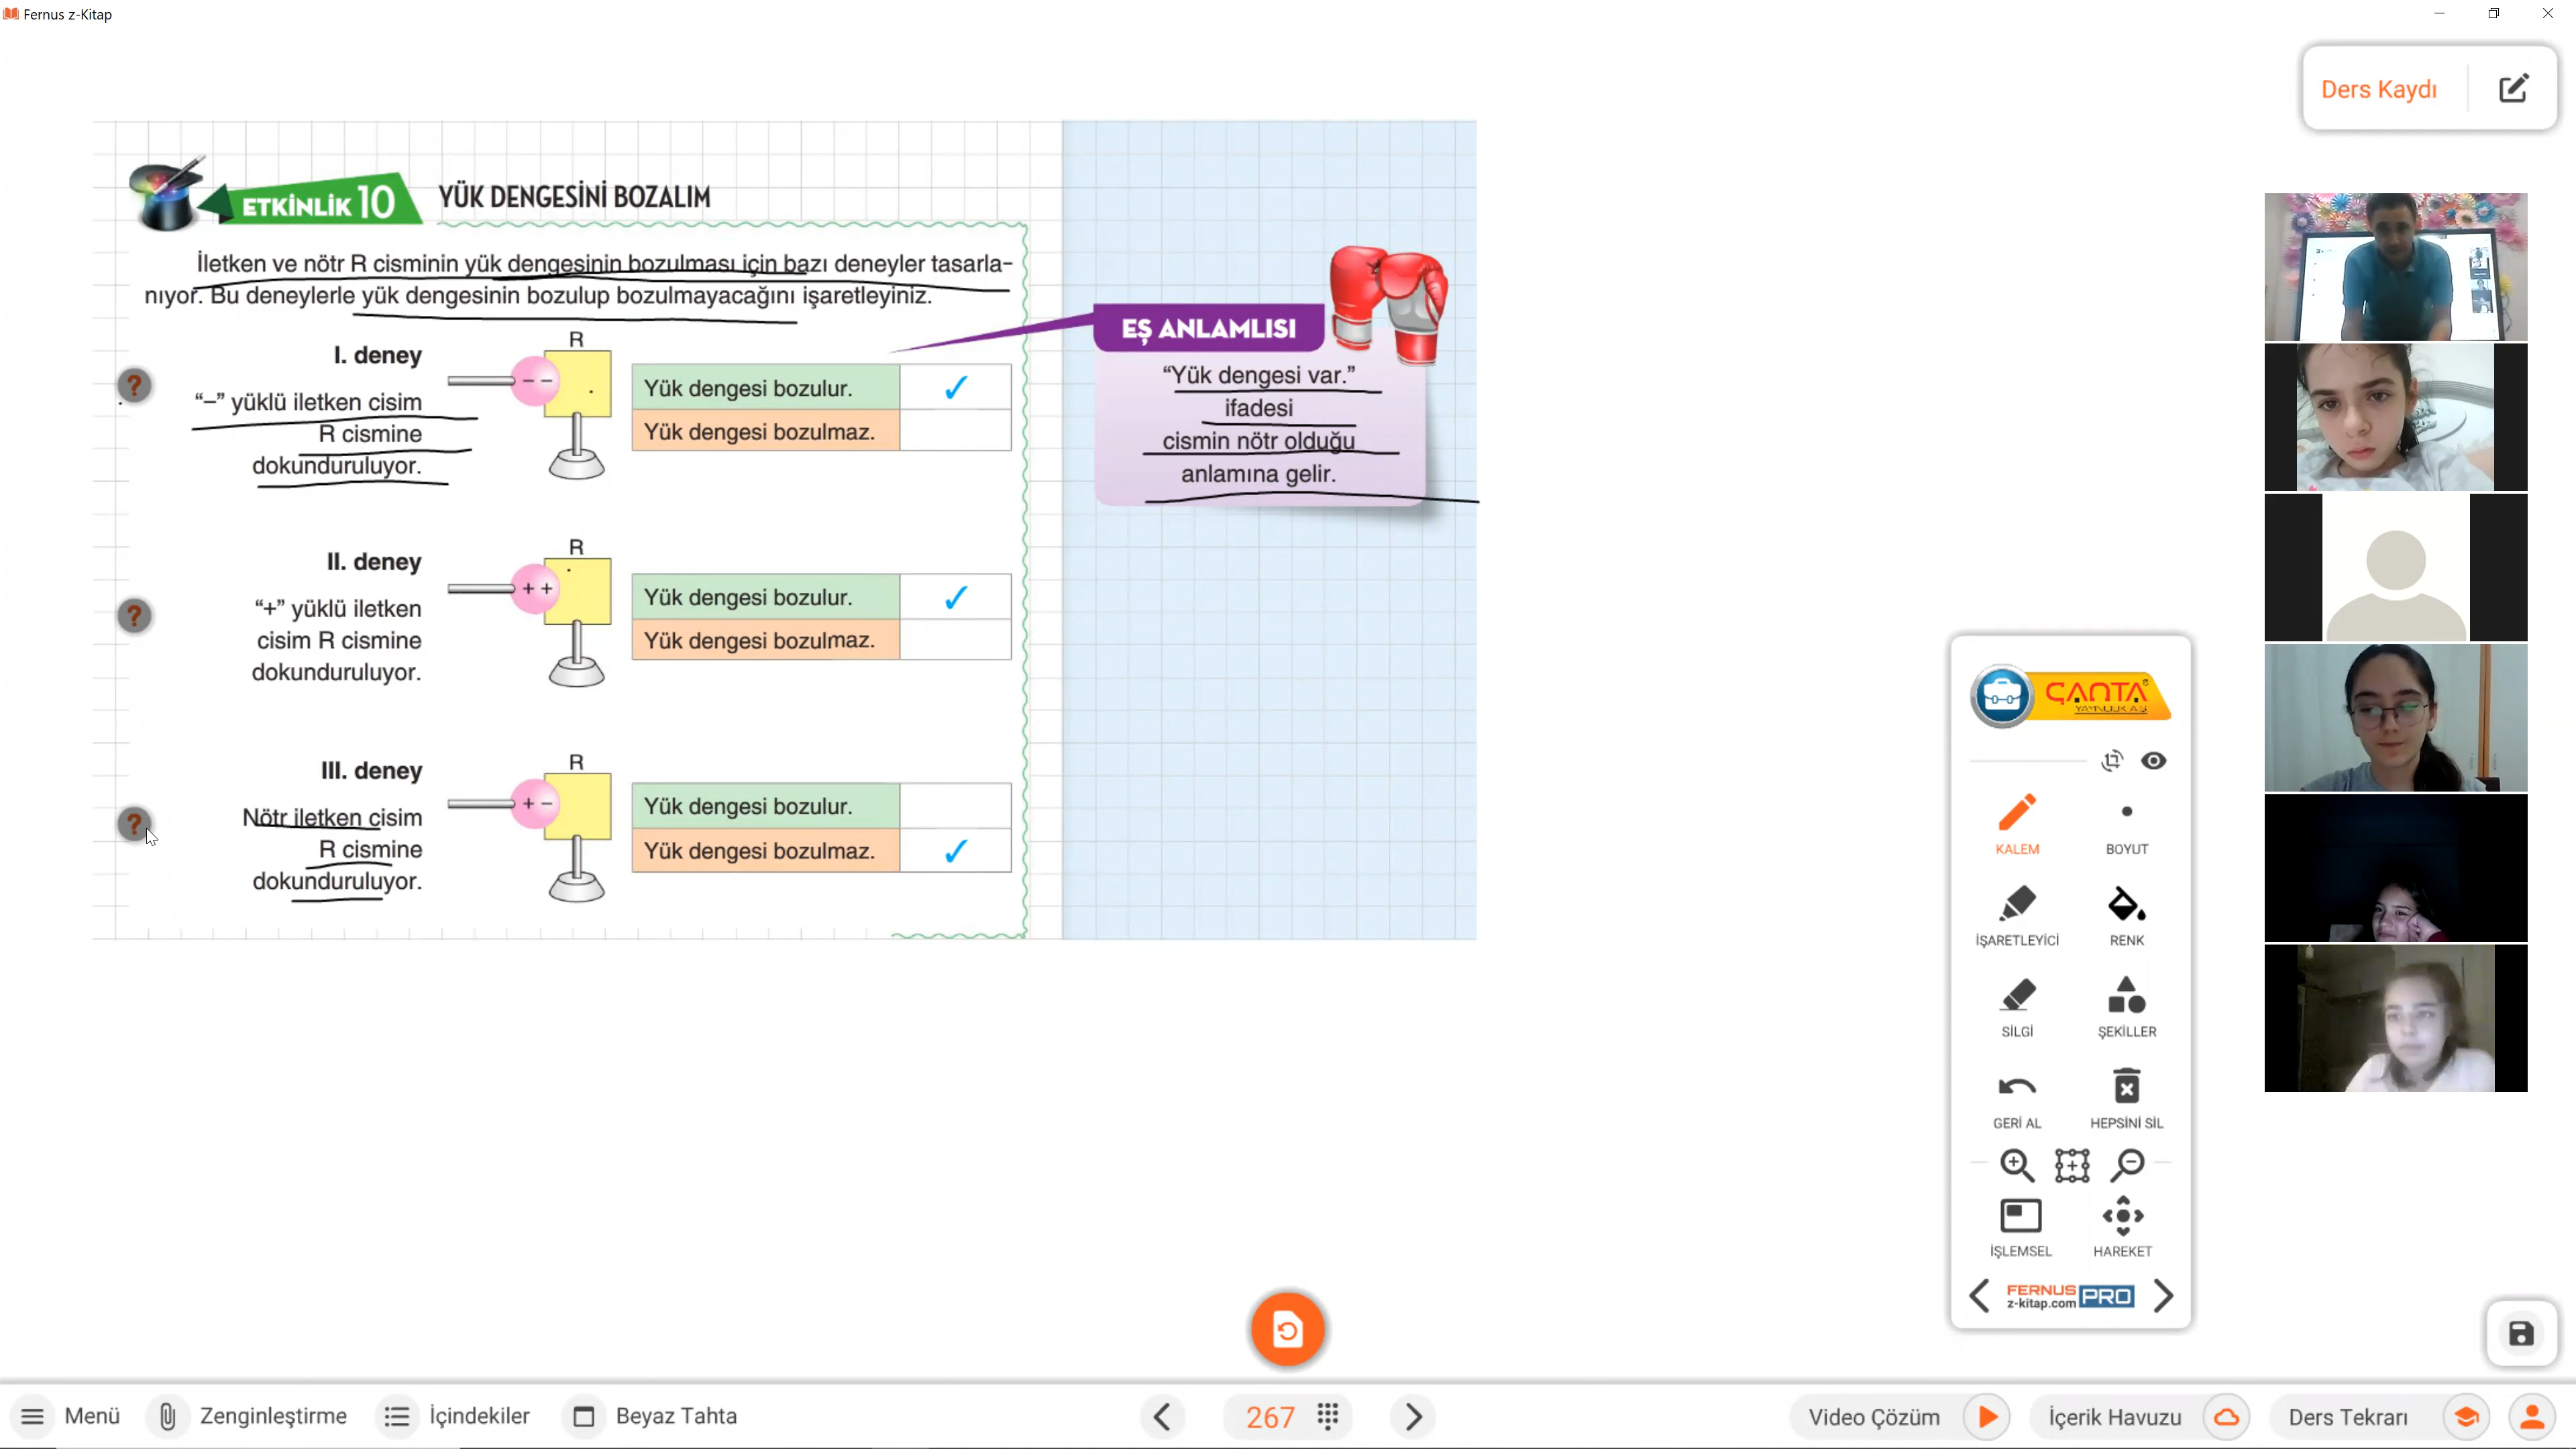 Fernus z-Kitap
Ders Kaydı
ETKİNLİK 10
YÜK DENGESİNİ BOZALIM
İletken ve nötr R cisminin yük dengesinin bozulması için bazı deneyler tasarla-
nıyor. Bu deneylerle yük dengesinin bozulup bozulmayacağını işaretleyiniz.
I. deney
"–" yüklü iletken cisim
R cismine
dokunduruluyor.
R
– –
Yük dengesi bozulur. ✓
Yük dengesi bozulmaz.
EŞ ANLAMLISI
"Yük dengesi var."
ifadesi
cismin nötr olduğu
anlamına gelir.
II. deney
"+" yüklü iletken
cisim R cismine
dokunduruluyor.
R
+ +
Yük dengesi bozulur. ✓
Yük dengesi bozulmaz.
III. deney
Nötr iletken cisim
R cismine
dokunduruluyor.
R
+ –
Yük dengesi bozulur.
Yük dengesi bozulmaz. ✓
ÇANTA
YAYINCILIK A.Ş.
KALEM
BOYUT
İŞARETLEYİCİ
RENK
SİLGİ
ŞEKİLLER
GERİ AL
HEPSİNİ SİL
İŞLEMSEL
HAREKET
FERNUS
z-kitap.com
PRO
Menü
Zenginleştirme
İçindekiler
Beyaz Tahta
267
Video Çözüm
İçerik Havuzu
Ders Tekrarı